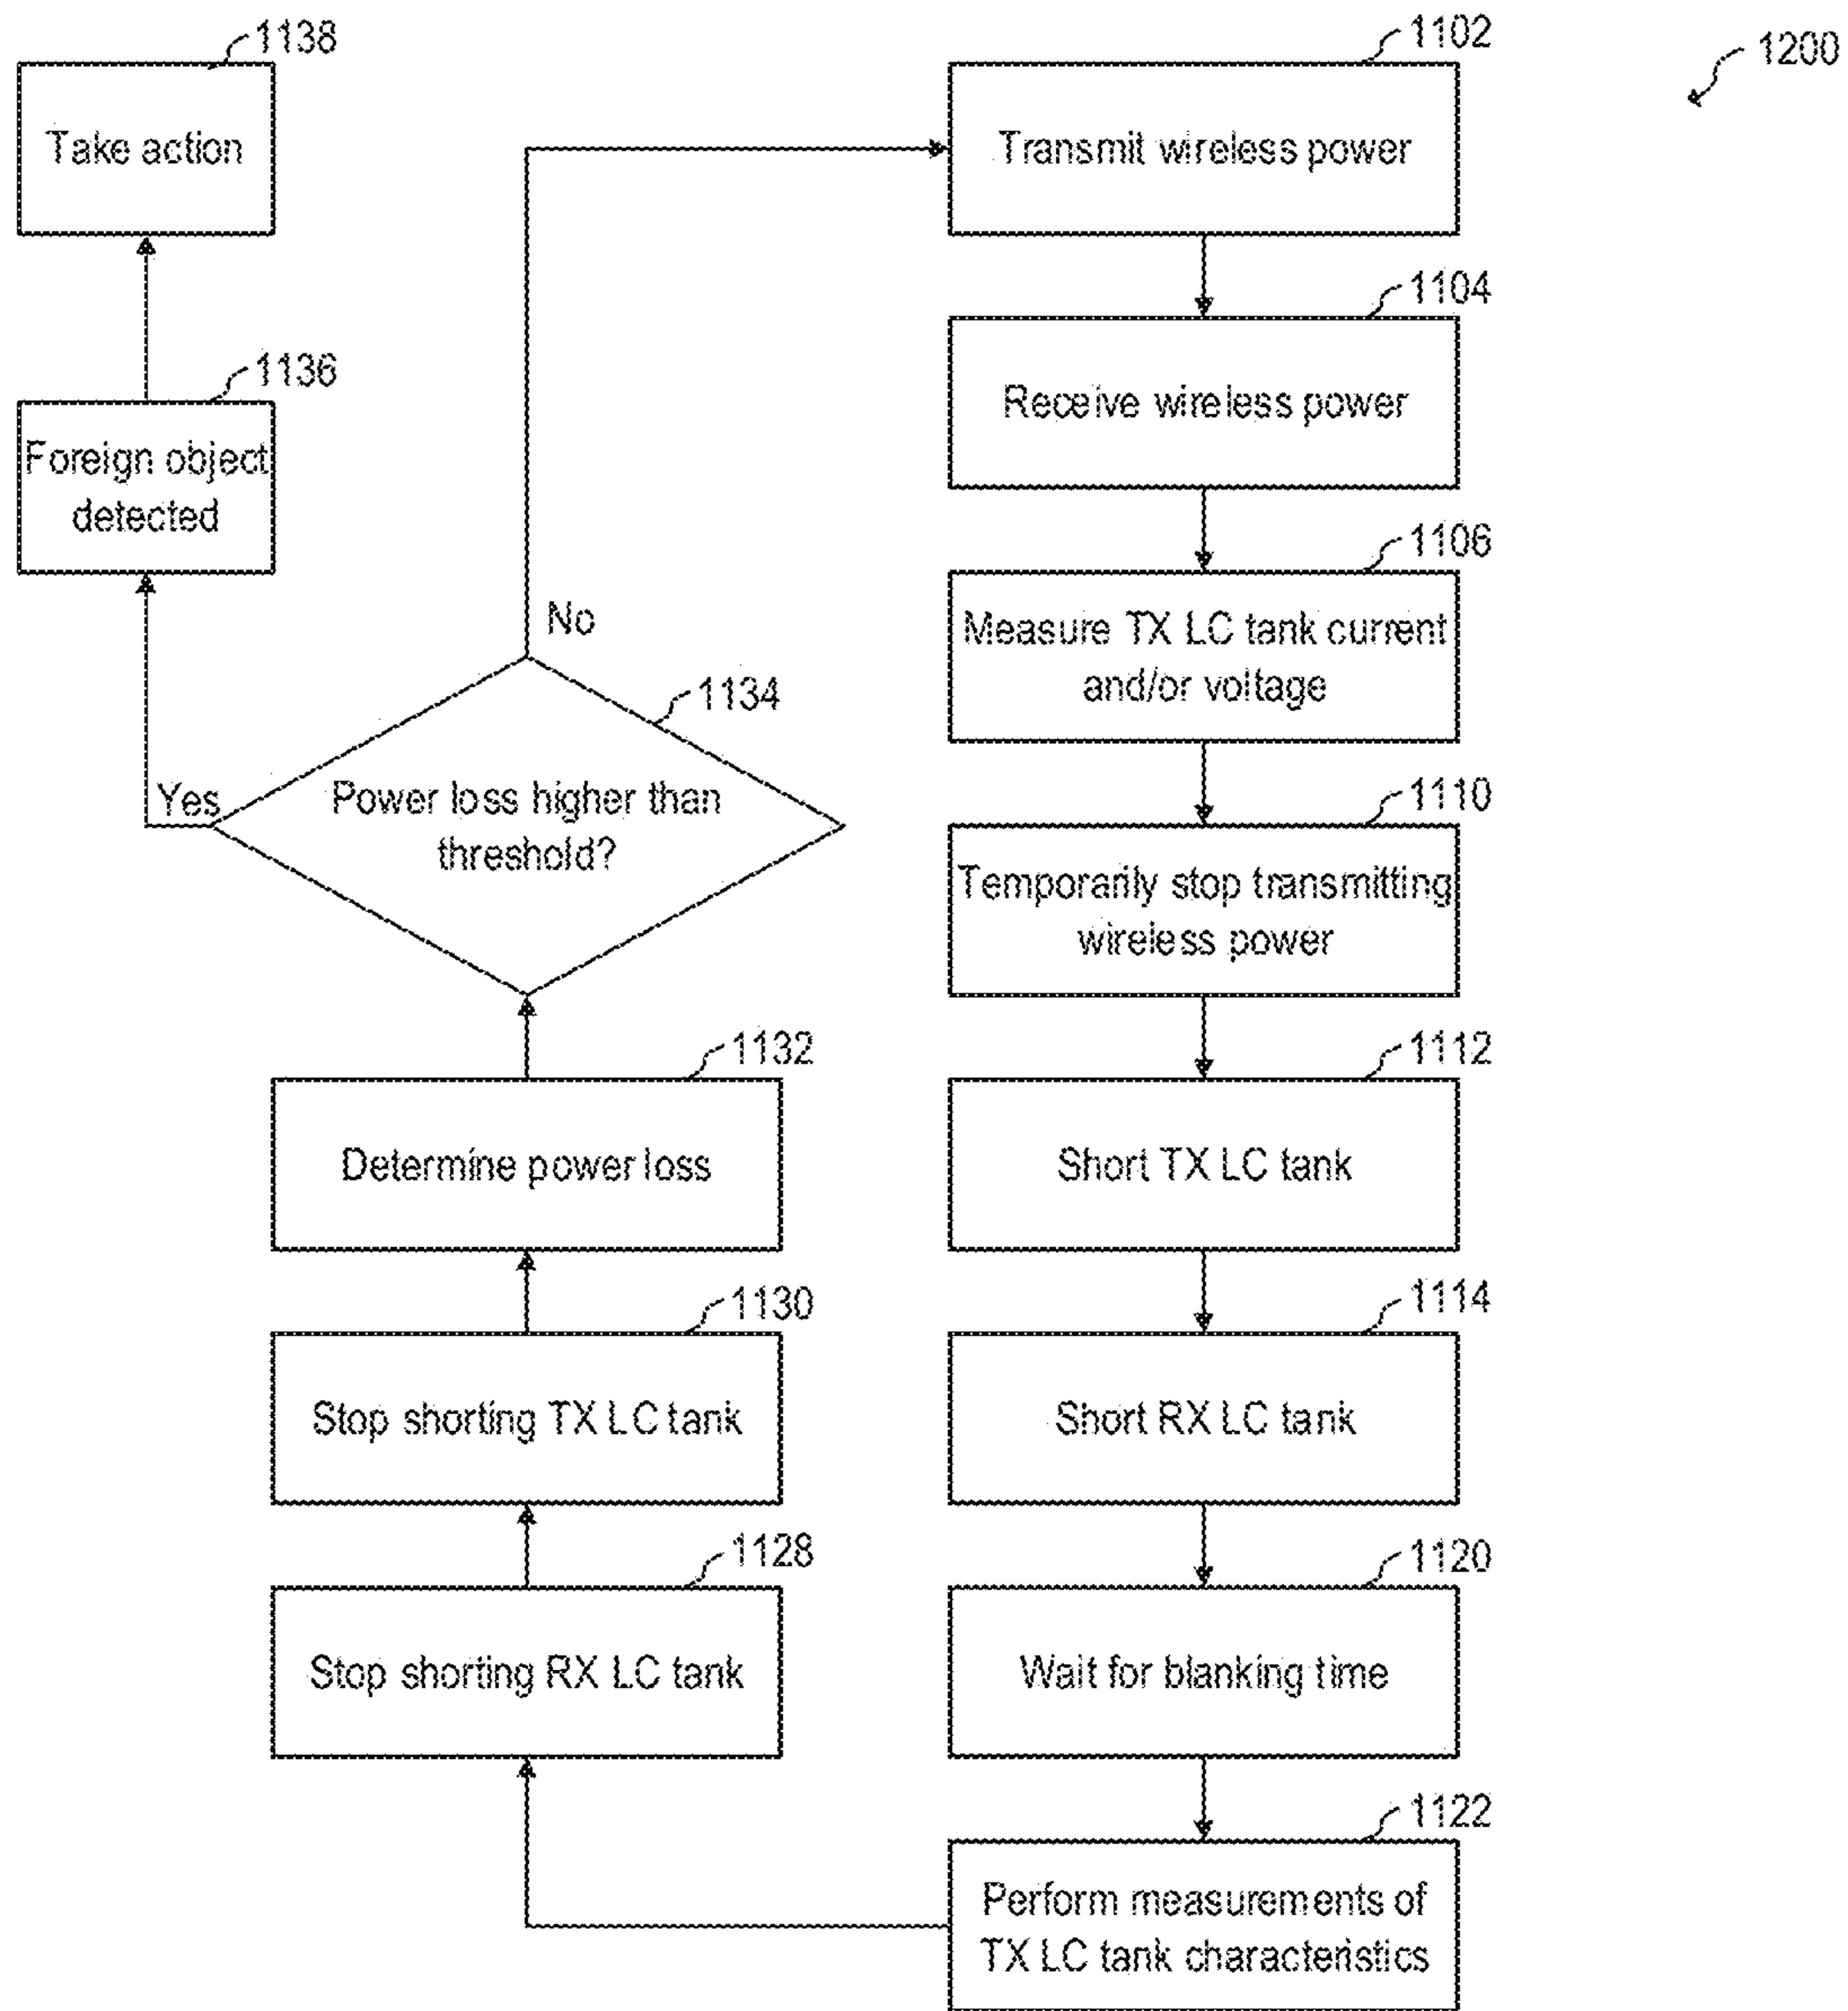 1200
1102
Transmit wireless power
1104
Receive wireless power
1106
Measure TX LC tank current
and/or voltage
1110
Temporarily stop transmitting
wireless power
1112
Short TX LC tank
1114
Short RX LC tank
1120
Wait for blanking time
1122
Perform measurements of
TX LC tank characteristics
1128
Stop shorting RX LC tank
1130
Stop shorting TX LC tank
1132
Determine power loss
1134
Power loss higher than
threshold?
No
Yes
1136
Foreign object
detected
1138
Take action